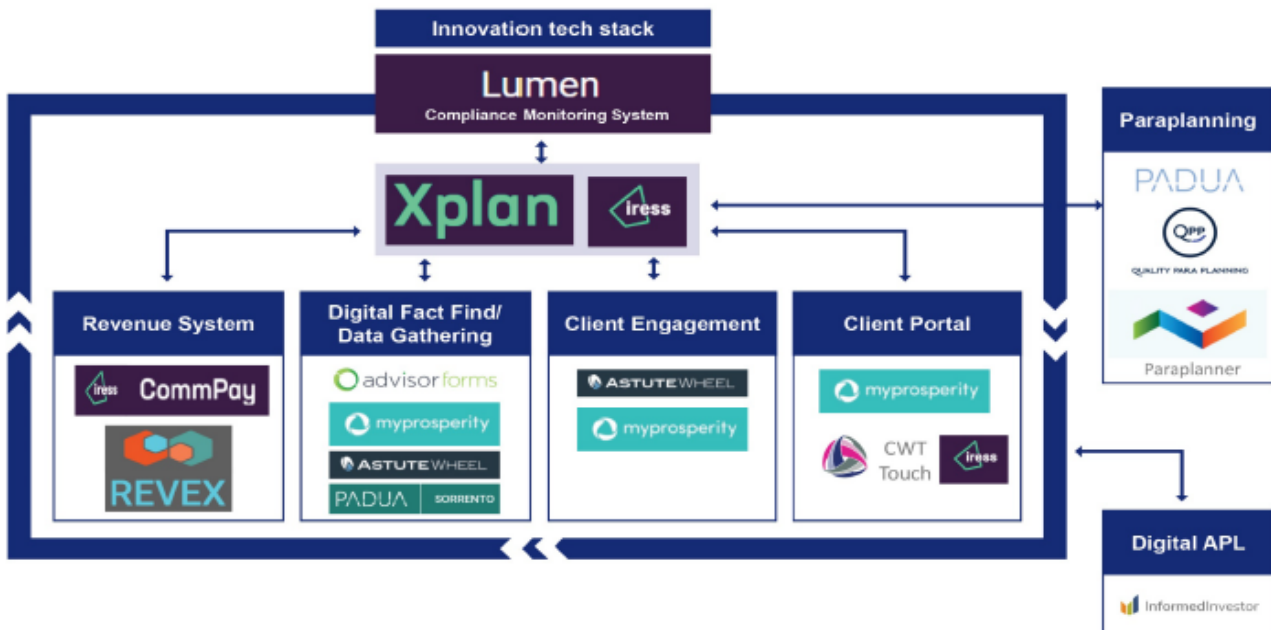 Innovation tech stack
Lumen
Compliance Monitoring System
Xplan
iress
Revenue System
iress CommPay
REVEX
Digital Fact Find/
Data Gathering
advisorforms
myprosperity
ASTUTEWHEEL
PADUA SORRENTO
Client Engagement
ASTUTEWHEEL
myprosperity
Client Portal
myprosperity
CWT
Touch
iress
Paraplanning
PADUA
QPP
QUALITY PARA PLANNING
Paraplanner
Digital APL
InformedInvestor